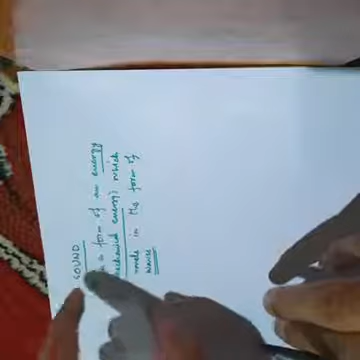 SOUND
is a form of an energy
(mechanical energy) which
travels in the form of
waves